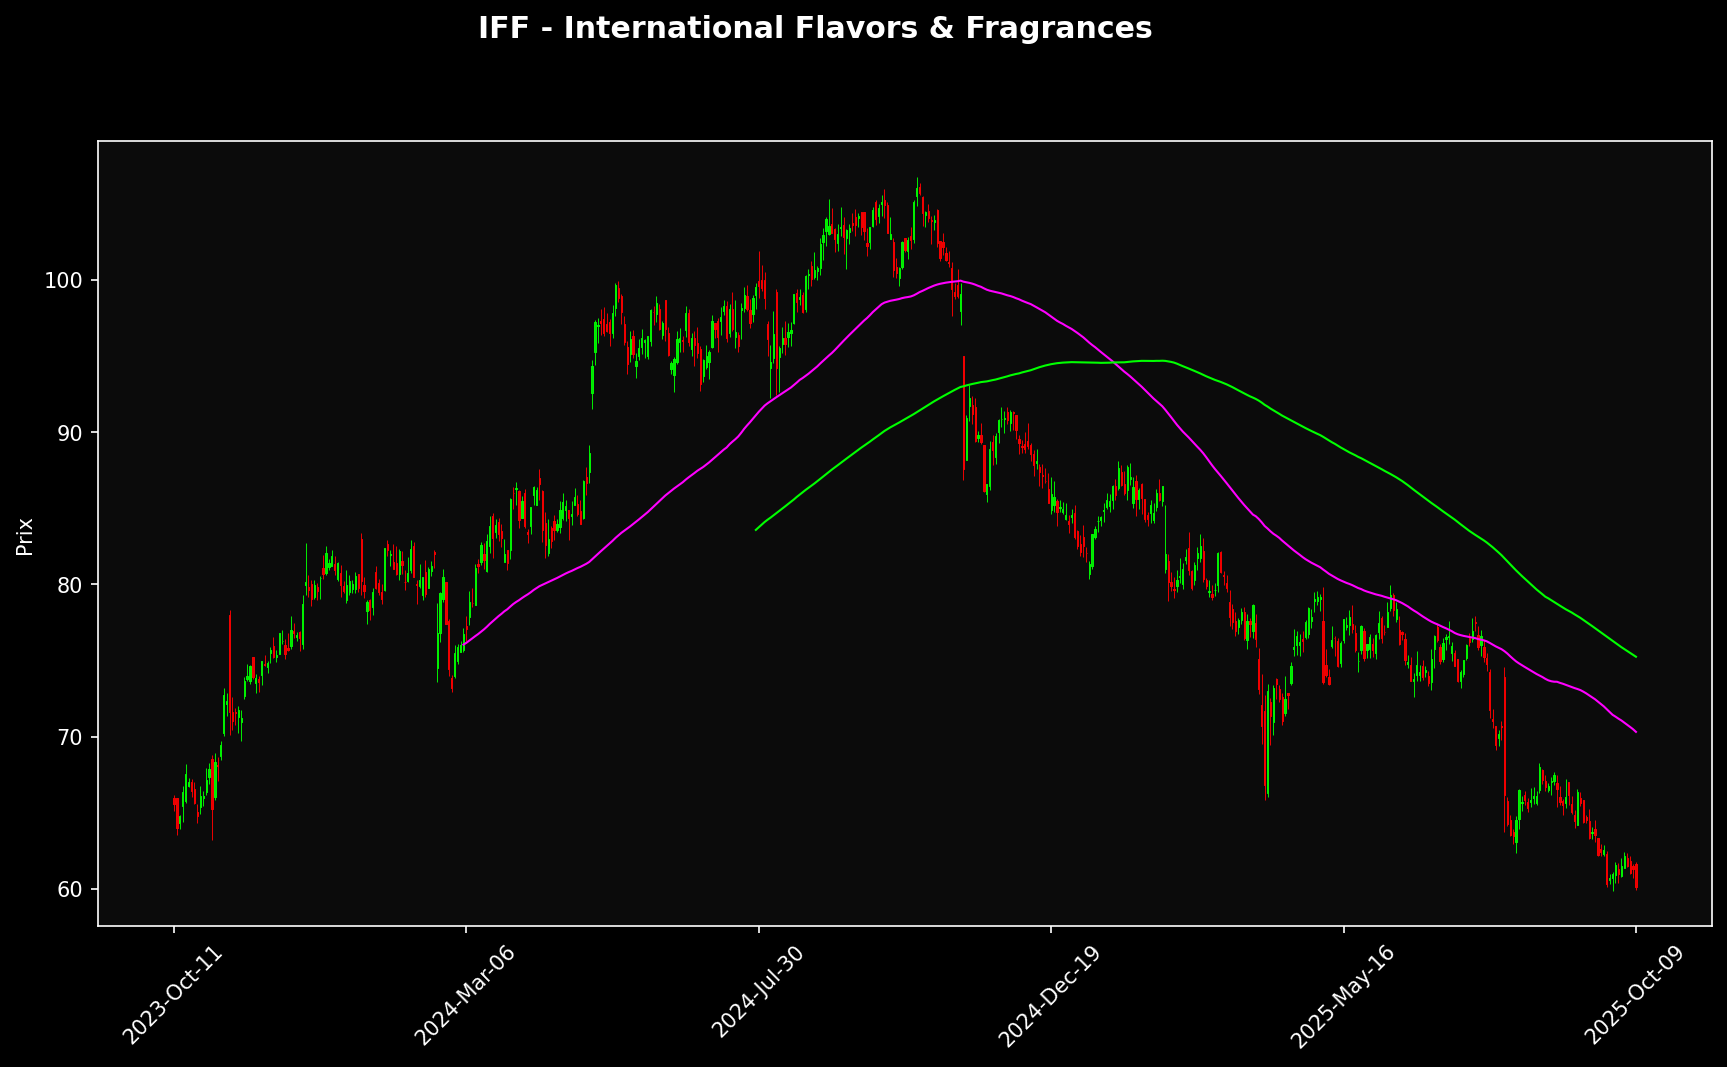 IFF - International Flavors & Fragrances
Prix
100
90
80
70
60
2023-Oct-11
2024-Mar-06
2024-Jul-30
2024-Dec-19
2025-May-16
2025-Oct-09